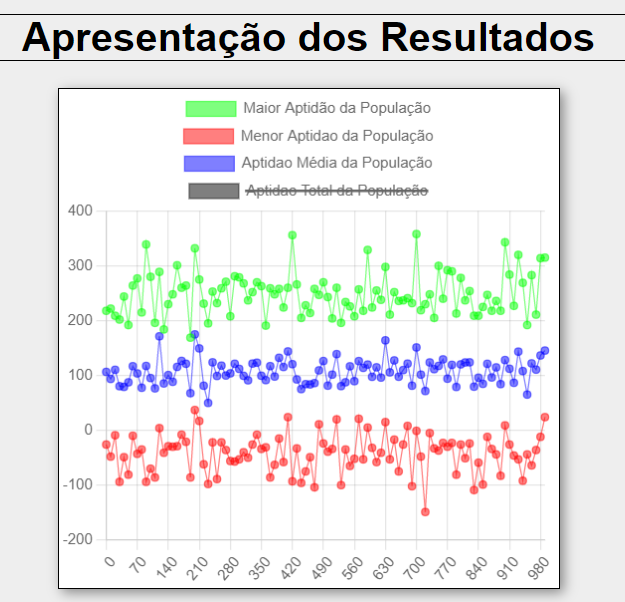 Apresentação dos Resultados
Maior Aptidão da População
Menor Aptidao da População
Aptidao Média da População
Aptidao Total da População
400
300
200
100
0
-100
-200
0 70 140 210 280 350 420 490 560 630 700 770 840 910 980